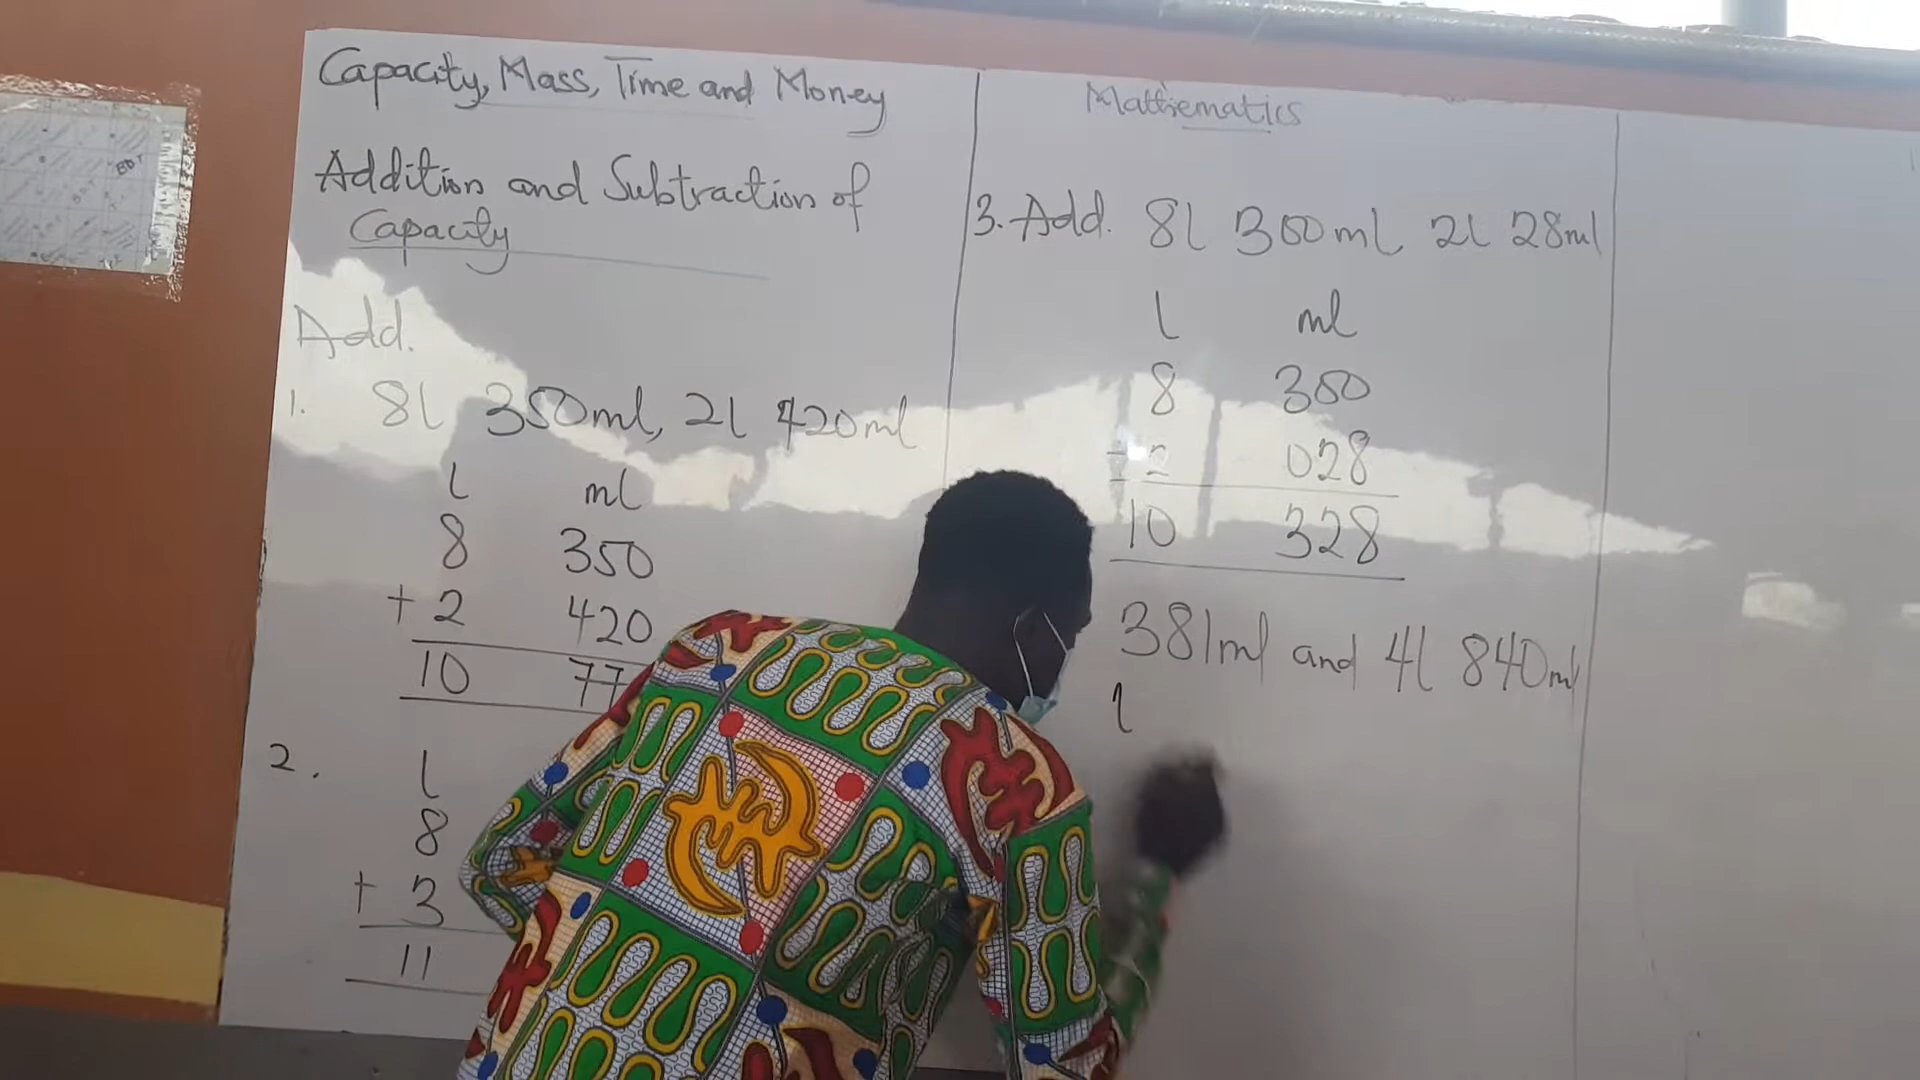 Capacity, Mass, Time and Money
Addition and Subtraction of
Capacity
Add.
1. 8l 350ml, 2l 420ml
l ml
8 350
+ 2 420
10 77
2. l
8
+ 3
11
Mathematics
3. Add. 8l 300ml, 2l 28ml
l ml
8 300
+ 2 028
10 328
381ml and 4l 840ml
l